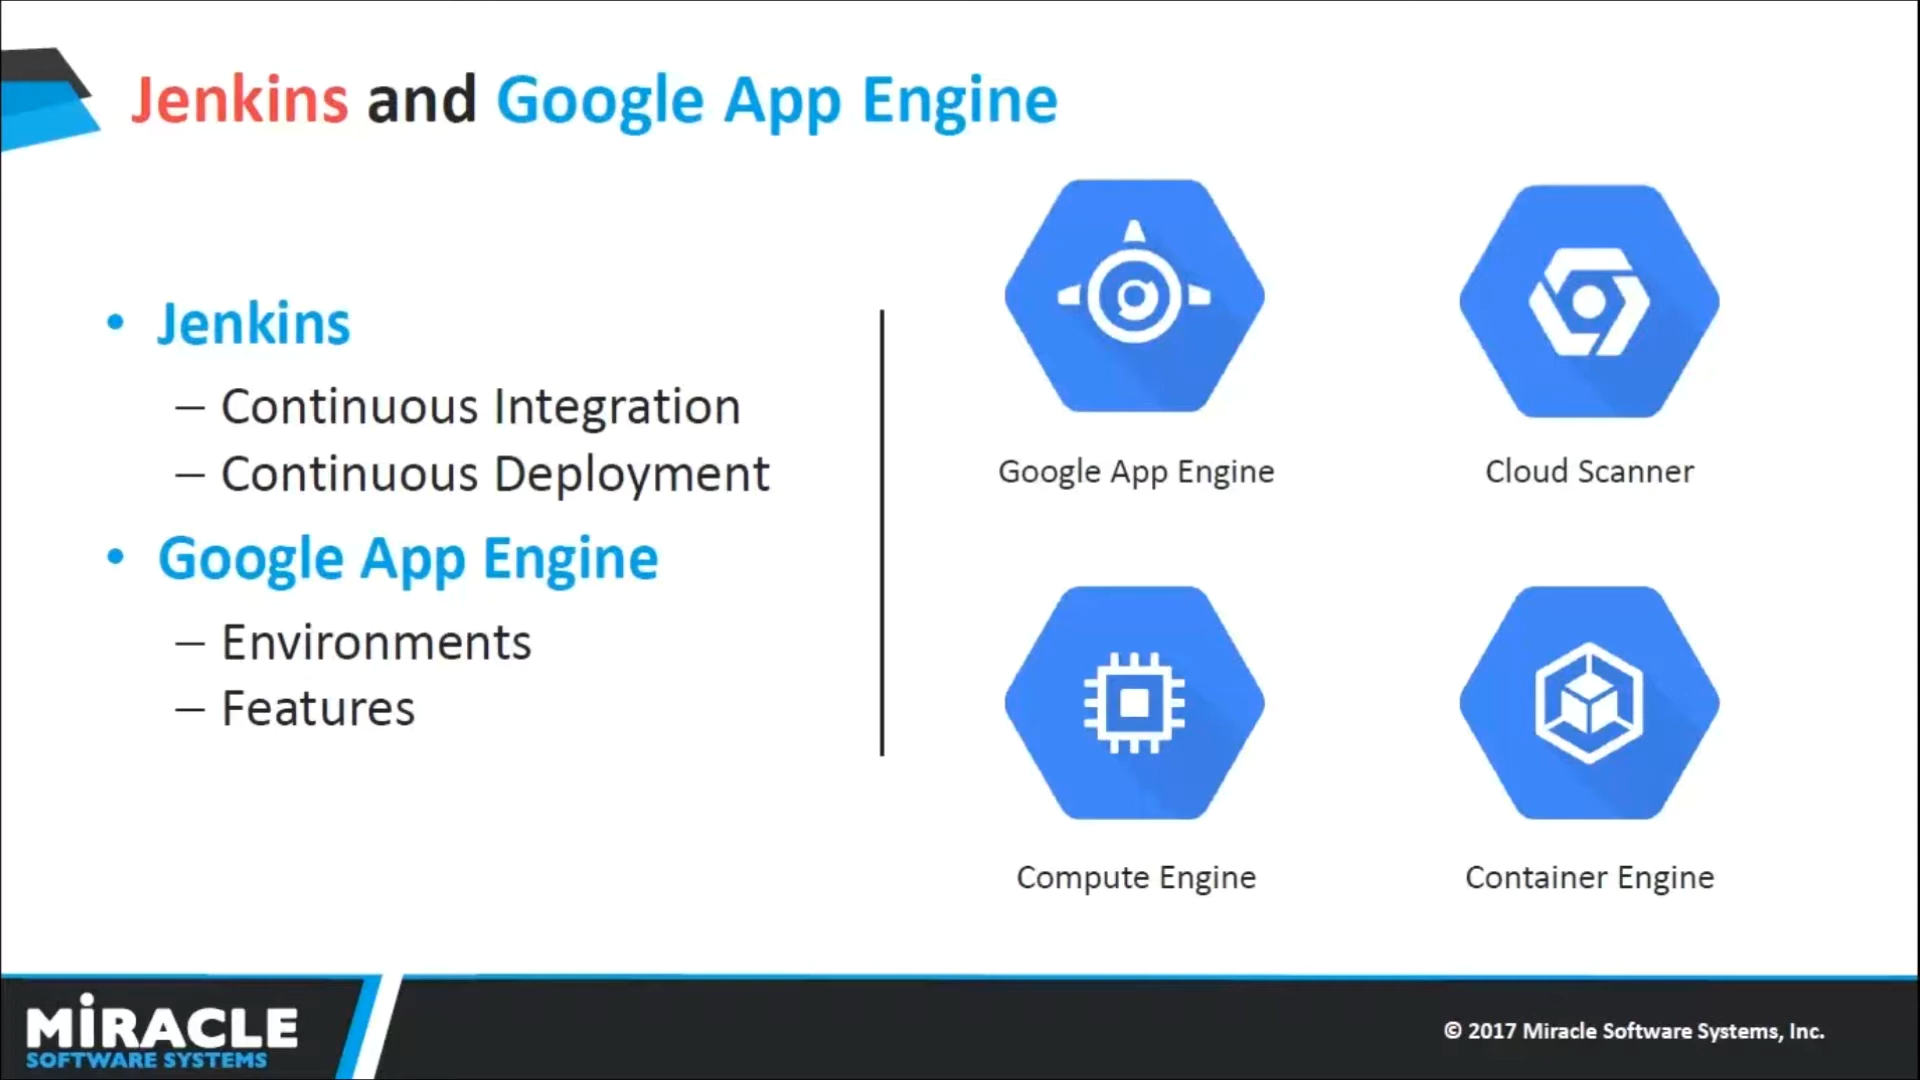 Jenkins and Google App Engine
• Jenkins
– Continuous Integration
– Continuous Deployment
• Google App Engine
– Environments
– Features
Google App Engine
Cloud Scanner
Compute Engine
Container Engine
MiRACLE
SOFTWARE SYSTEMS
© 2017 Miracle Software Systems, Inc.